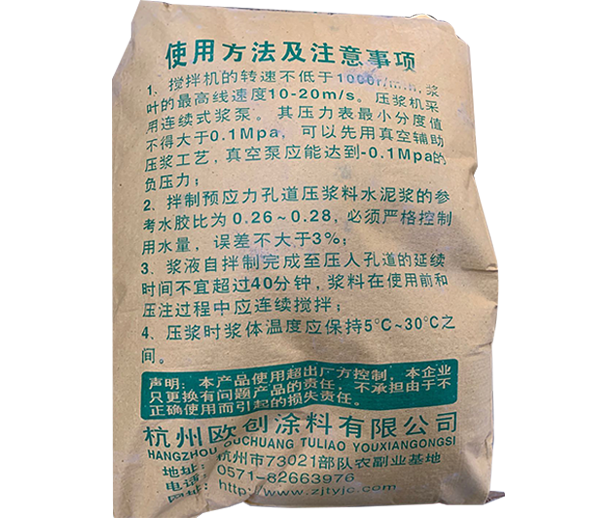 使用方法及注意事项
1、搅拌机的转速不低于1000r/min,浆
叶的最高线速度10-20m/s。压浆机采
用连续式浆泵。其压力表最小分度值
不得大于0.1Mpa, 可以先用真空辅助
压浆工艺,真空泵应能达到-0.1Mpa的
负压力;
2、拌制预应力孔道压浆料水泥浆的参
考水胶比为0.26~0.28,必须严格控制
用水量,误差不大于3%;
3、浆液自拌制完成至压人孔道的延续
时间不宜超过40分钟,浆料在使用前和
压注过程中应连续搅拌;
4、压浆时浆体温度应保持5℃~30℃之
间。
声明:本产品使用超出厂方控制,本企业
只更换有问题产品的责任;不承担由于不
正确使用而引起的损失责任。
杭州欧创涂料有限公司
HANGZHOU OUCHUANG TULIAO YOUXIANGONGSI
地址:杭州市73021部队农副业基地
电话:0571-82663976
网址:http://www.zjtyjc.com